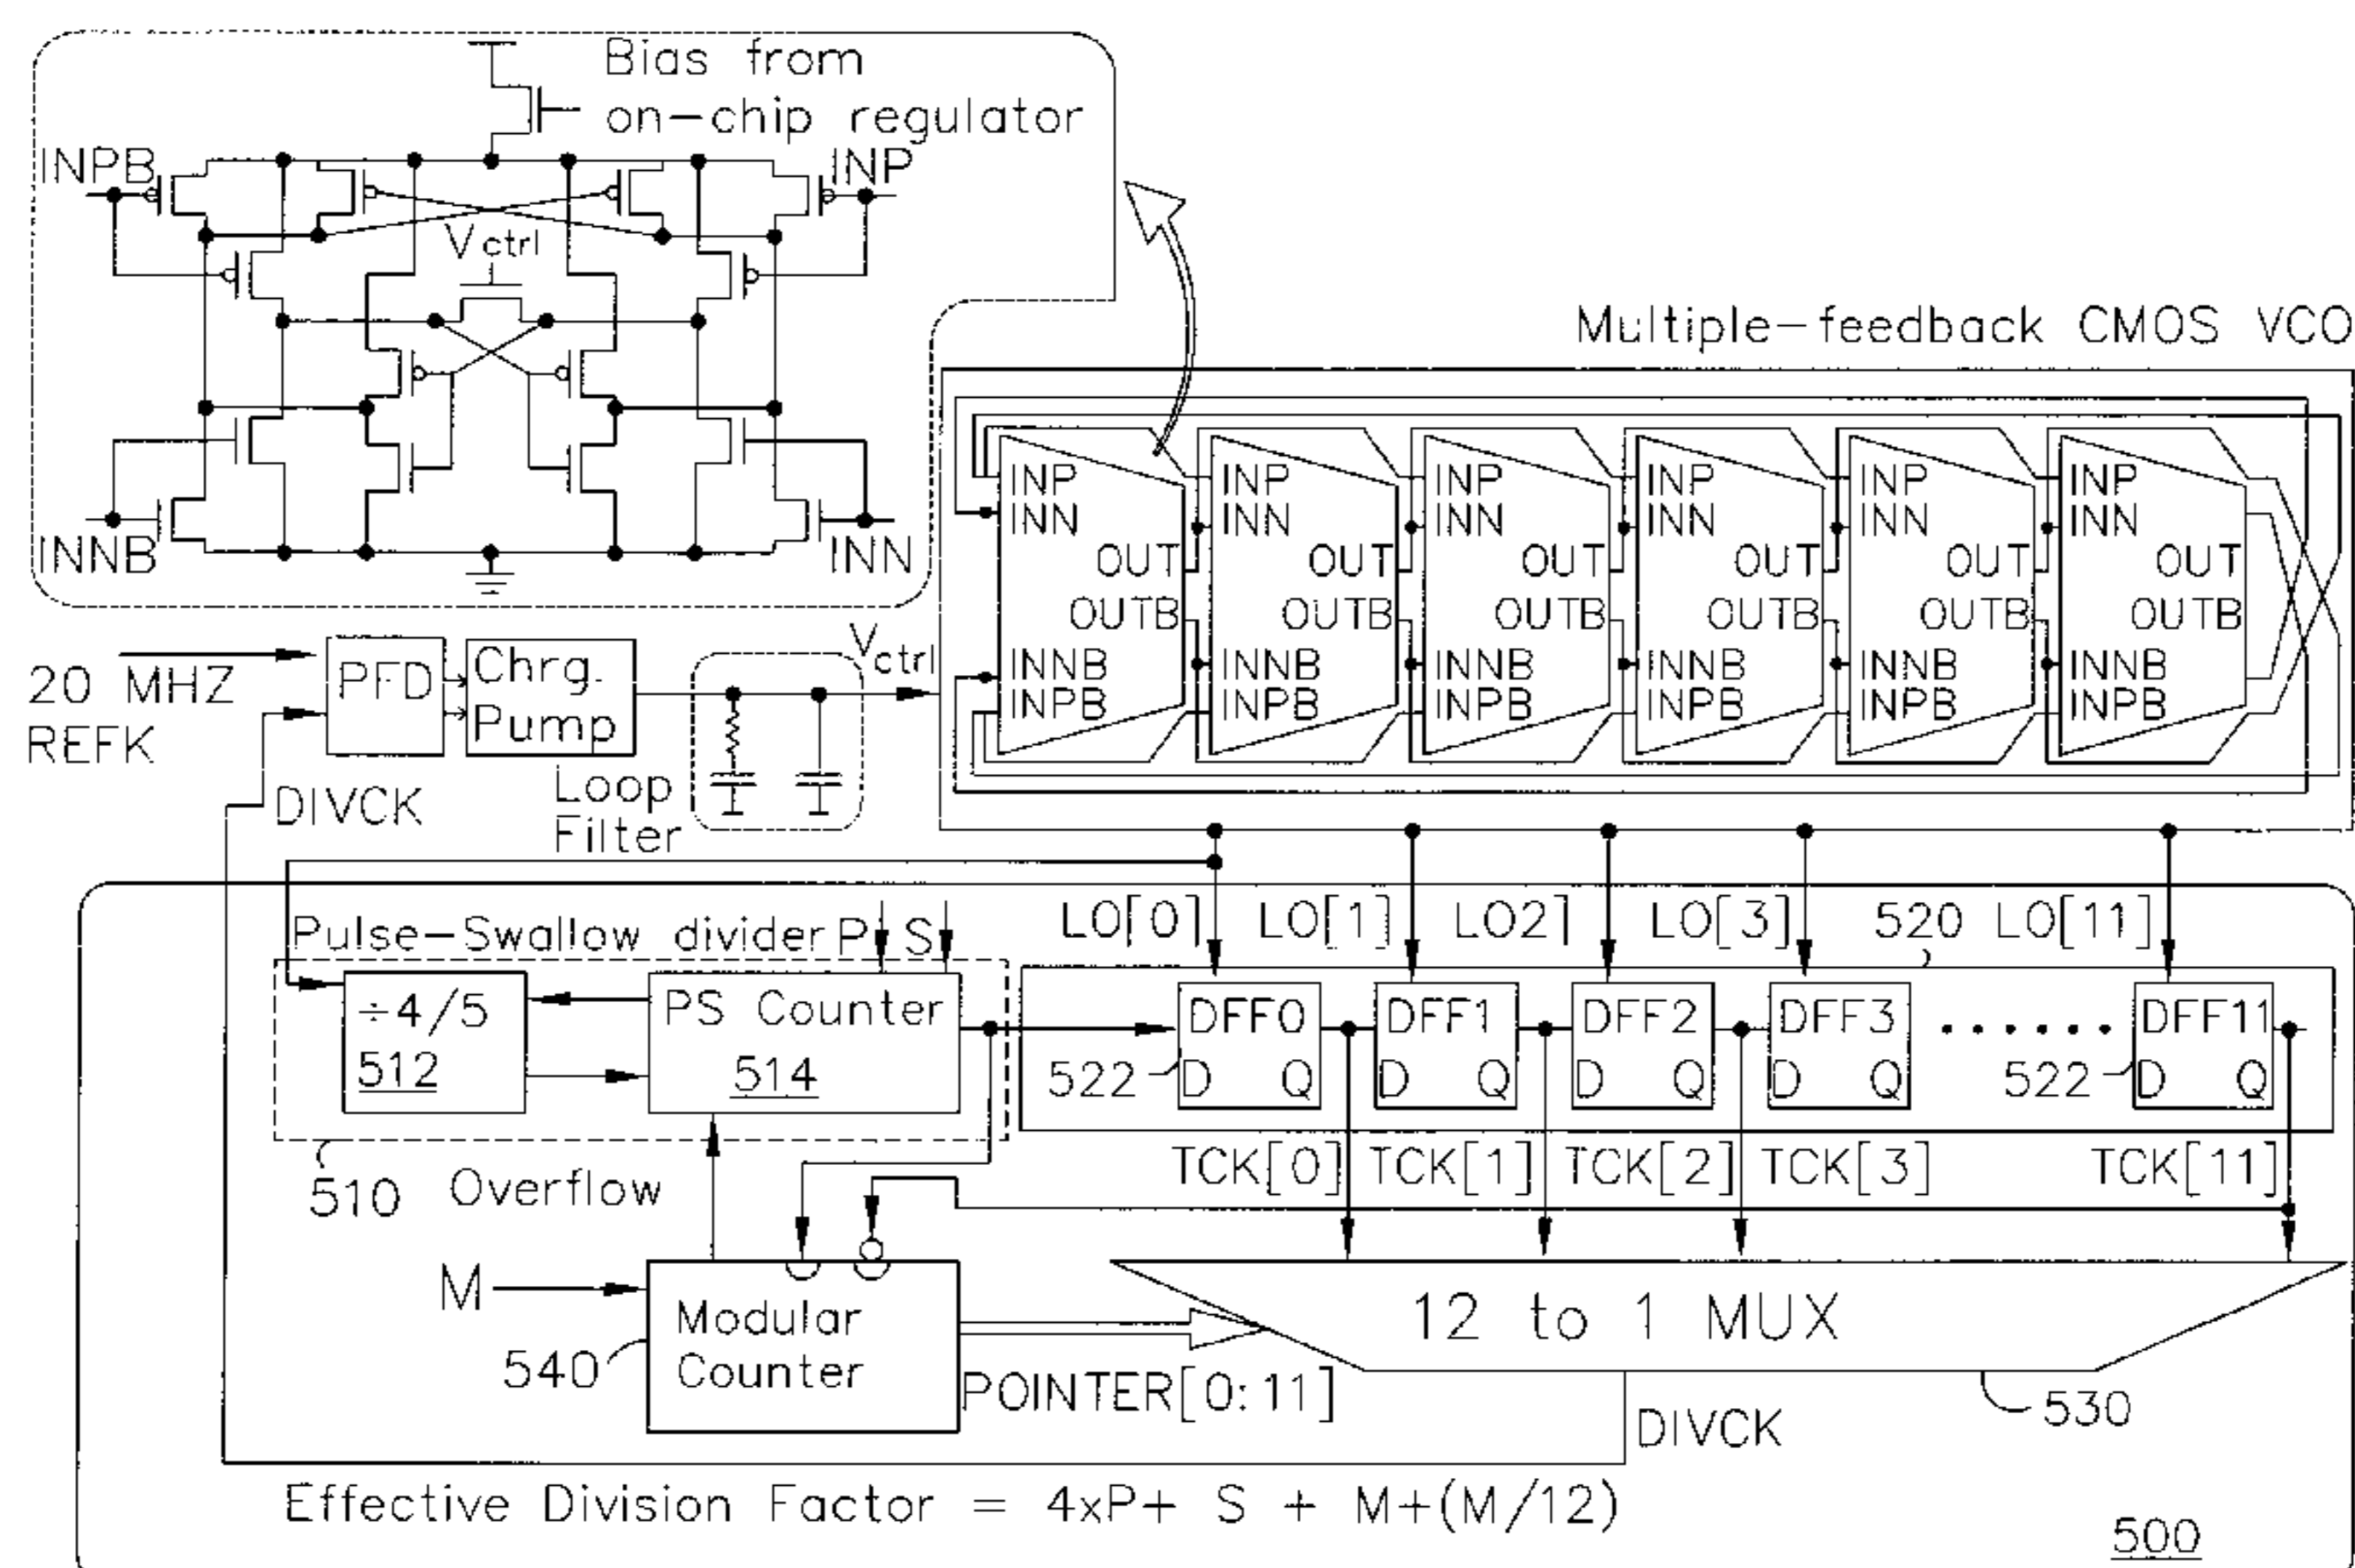 Bias from
on-chip regulator
INPB
INP
Vctrl
INNB
INN
Multiple-feedback CMOS VCO
INP INP INP INP INP INP
INN INN INN INN INN INN
OUT OUT OUT OUT OUT OUT
OUTB OUTB OUTB OUTB OUTB OUTB
INNB INNB INNB INNB INNB INNB
INPB INPB INPB INPB INPB INPB
20 MHZ
REFK
PFD
Chrg.
Pump
Vctrl
Loop
Filter
DIVCK
Pulse-Swallow divider P S
LO[0] LO[1] LO2] LO[3] 520 LO[11]
÷4/5
512
PS Counter
514
DFF0 DFF1 DFF2 DFF3 ...... DFF11
522 D Q D Q D Q D Q 522 D Q
TCK[0] TCK[1] TCK[2] TCK[3] TCK[11]
510
Overflow
M
Modular
Counter
540
POINTER[0:11]
12 to 1 MUX
530
DIVCK
Effective Division Factor = 4xP+ S + M+(M/12)
500